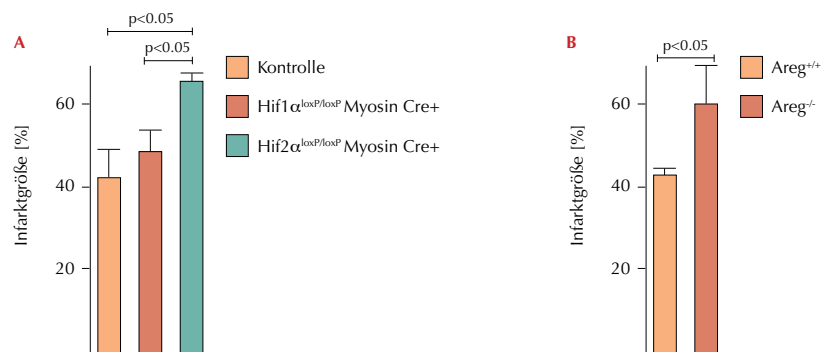 A
p<0.05
p<0.05
Infarktgröße [%]
60
40
20
Kontrolle
Hif1αloxP/loxP Myosin Cre+
Hif2αloxP/loxP Myosin Cre+
B
p<0.05
Infarktgröße [%]
60
40
20
Areg+/+
Areg-/-